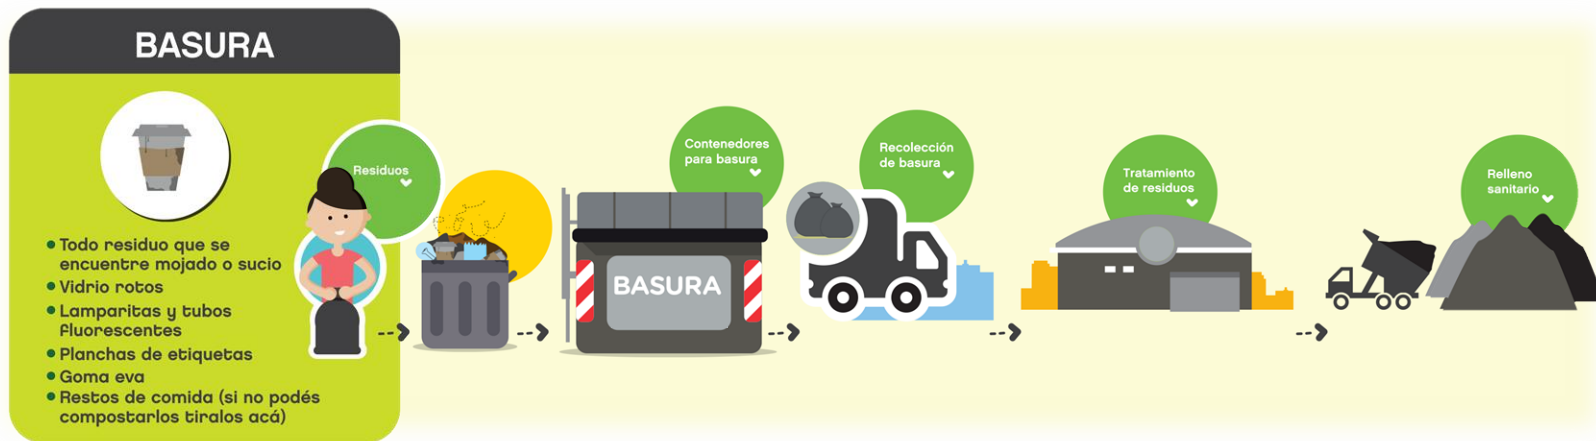 BASURA
• Todo residuo que se
encuentre mojado o sucio
• Vidrio rotos
• Lamparitas y tubos
fluorescentes
• Planchas de etiquetas
• Goma eva
• Restos de comida (si no podés
compostarlos tiralos acá)
Residuos
Contenedores
para basura
BASURA
Recolección
de basura
Tratamiento
de residuos
Relleno
sanitario